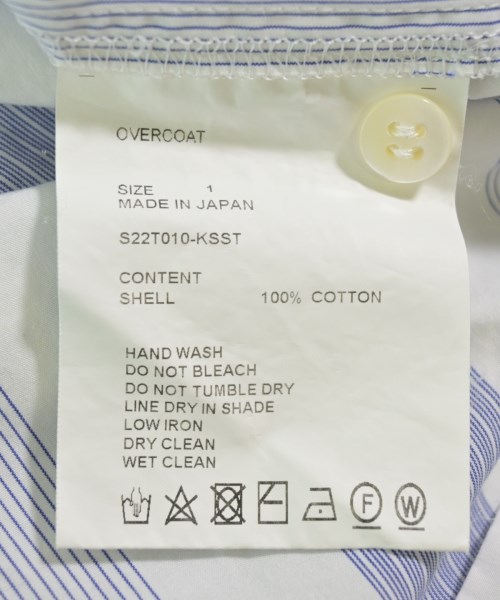 OVERCOAT
SIZE 1
MADE IN JAPAN
S22T010-KSST
CONTENT
SHELL 100% COTTON
HAND WASH
DO NOT BLEACH
DO NOT TUMBLE DRY
LINE DRY IN SHADE
LOW IRON
DRY CLEAN
WET CLEAN
F W